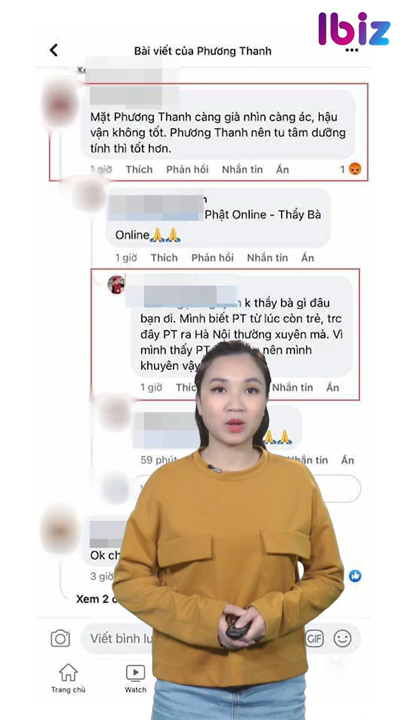 Ibiz
Bài viết của Phương Thanh
Mặt Phương Thanh càng già nhìn càng ác, hậu
vận không tốt. Phương Thanh nên tu tâm dưỡng
tính thì tốt hơn.
1 giờ Thích Phản hồi Nhắn tin Ẩn 1
Phật Online - Thầy Bà
Online🙏🙏
1 giờ Thích Phản hồi Nhắn tin Ẩn
k thầy bà gì đâu
bạn ơi. Mình biết PT từ lúc còn trẻ, trc
đây PT ra Hà Nội thường xuyên mà. Vì
mình thấy PT nên mình
khuyên vậy
1 giờ Nhắn tin Ẩn
🙏🙏
59 phút Nhắn tin Ẩn
Ok
3 giờ
Xem 2
Viết bình GIF
Trang chủ Watch